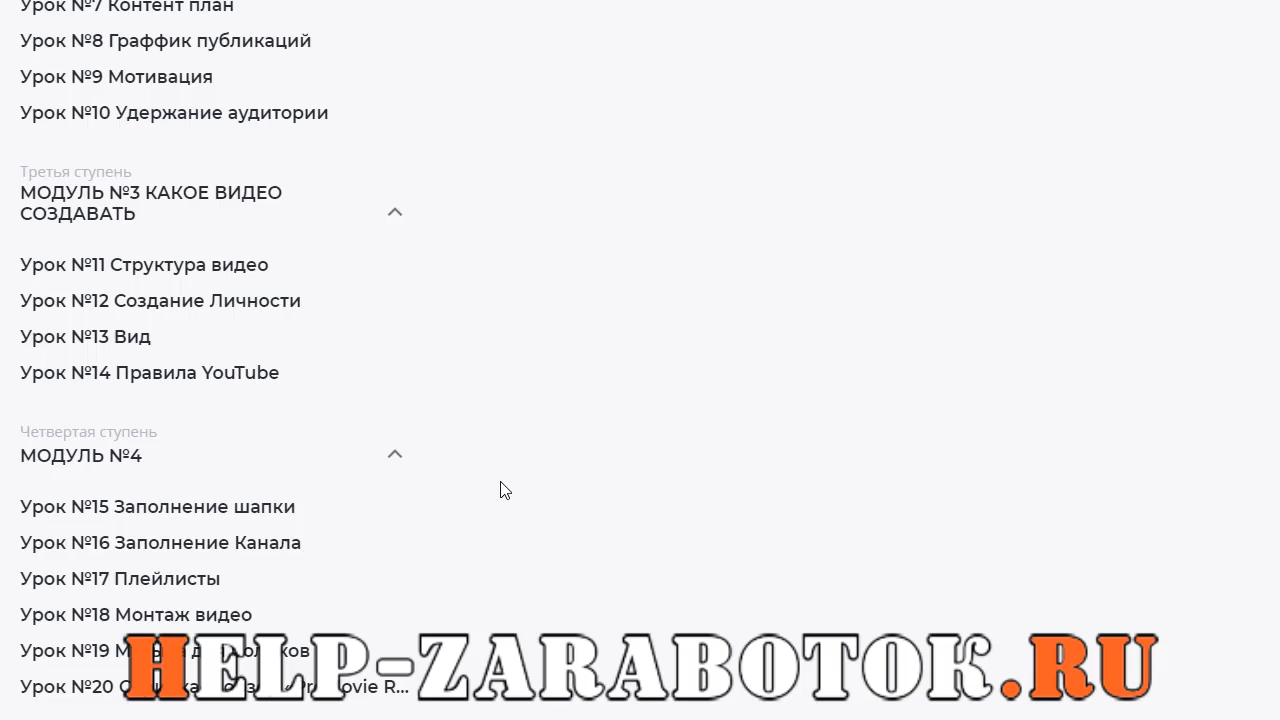 Урок №7 Контент план
Урок №8 Граффик публикаций
Урок №9 Мотивация
Урок №10 Удержание аудитории
Третья ступень
МОДУЛЬ №3 КАКОЕ ВИДЕО
СОЗДАВАТЬ
Урок №11 Структура видео
Урок №12 Создание Личности
Урок №13 Вид
Урок №14 Правила YouTube
Четвертая ступень
МОДУЛЬ №4
Урок №15 Заполнение шапки
Урок №16 Заполнение Канала
Урок №17 Плейлисты
Урок №18 Монтаж видео
Урок №19
Урок №20
HELP-ZARABOTOK.RU